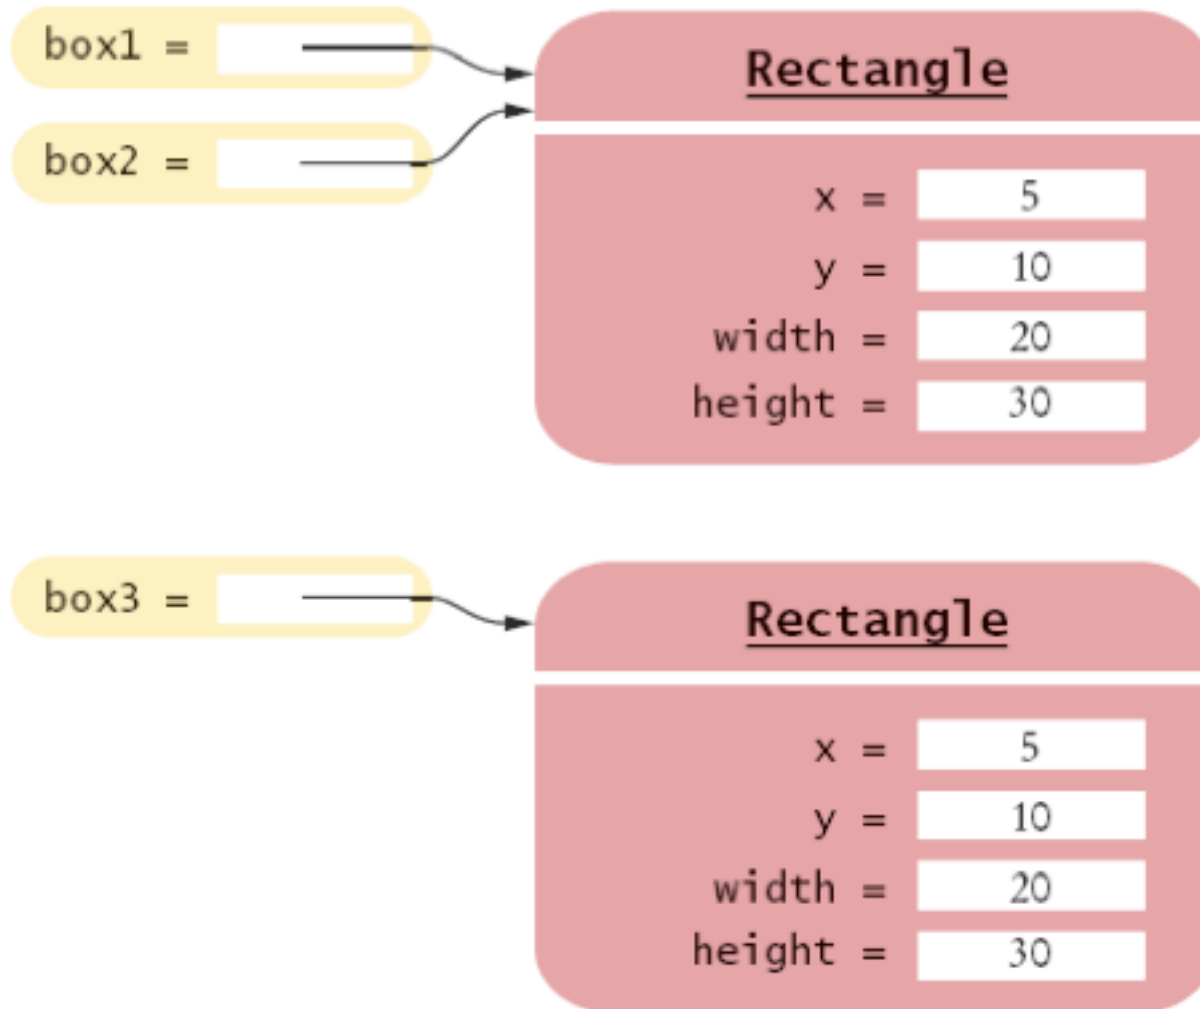 box1 =
Rectangle
box2 =
x = 5
y = 10
width = 20
height = 30
box3 =
Rectangle
x = 5
y = 10
width = 20
height = 30